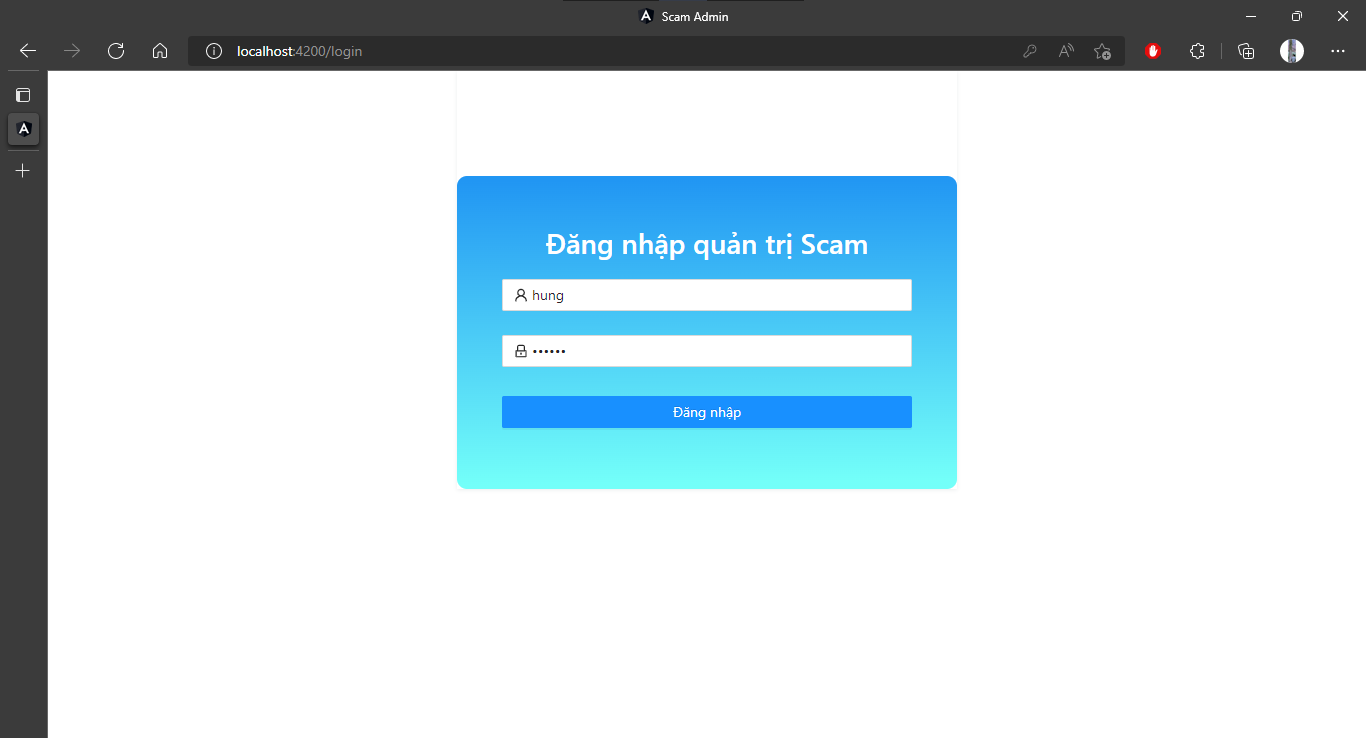 Scam Admin
localhost:4200/login
Đăng nhập quản trị Scam
hung
••••••
Đăng nhập